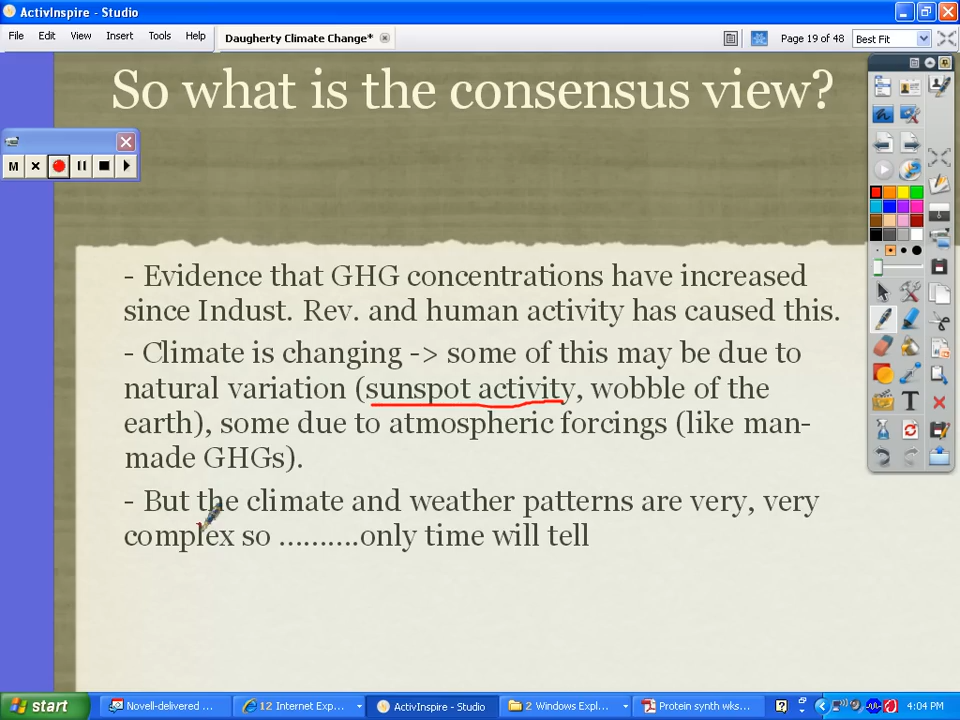 ActivInspire - Studio
File Edit View Insert Tools Help Daugherty Climate Change* Page 19 of 48 Best Fit
So what is the consensus view?
M
- Evidence that GHG concentrations have increased
since Indust. Rev. and human activity has caused this.
- Climate is changing -> some of this may be due to
natural variation (sunspot activity, wobble of the
earth), some due to atmospheric forcings (like man-
made GHGs).
- But the climate and weather patterns are very, very
complex so ..........only time will tell
start Novell-delivered ... 12 Internet Exp... ActivInspire - Studio 2 Windows Expl... Protein synth wks... 4:04 PM